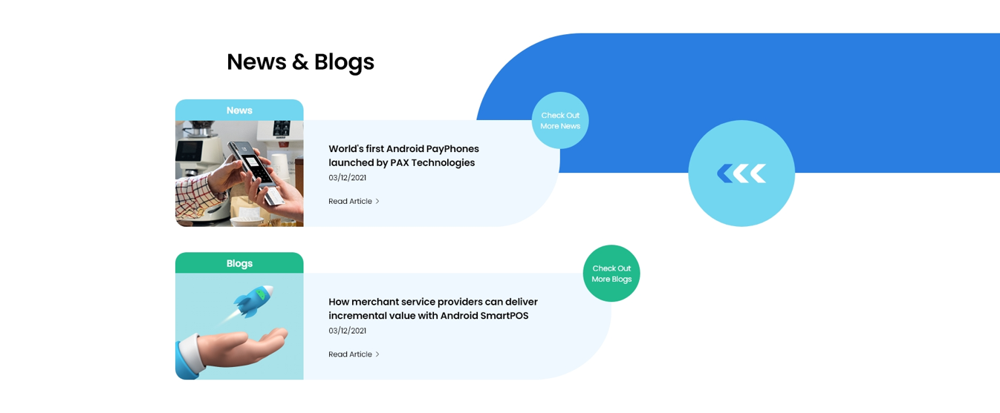 News & Blogs
News
Check Out
More News
World's first Android PayPhones
launched by PAX Technologies
03/12/2021
Read Article
Blogs
Check Out
More Blogs
How merchant service providers can deliver
incremental value with Android SmartPOS
03/12/2021
Read Article